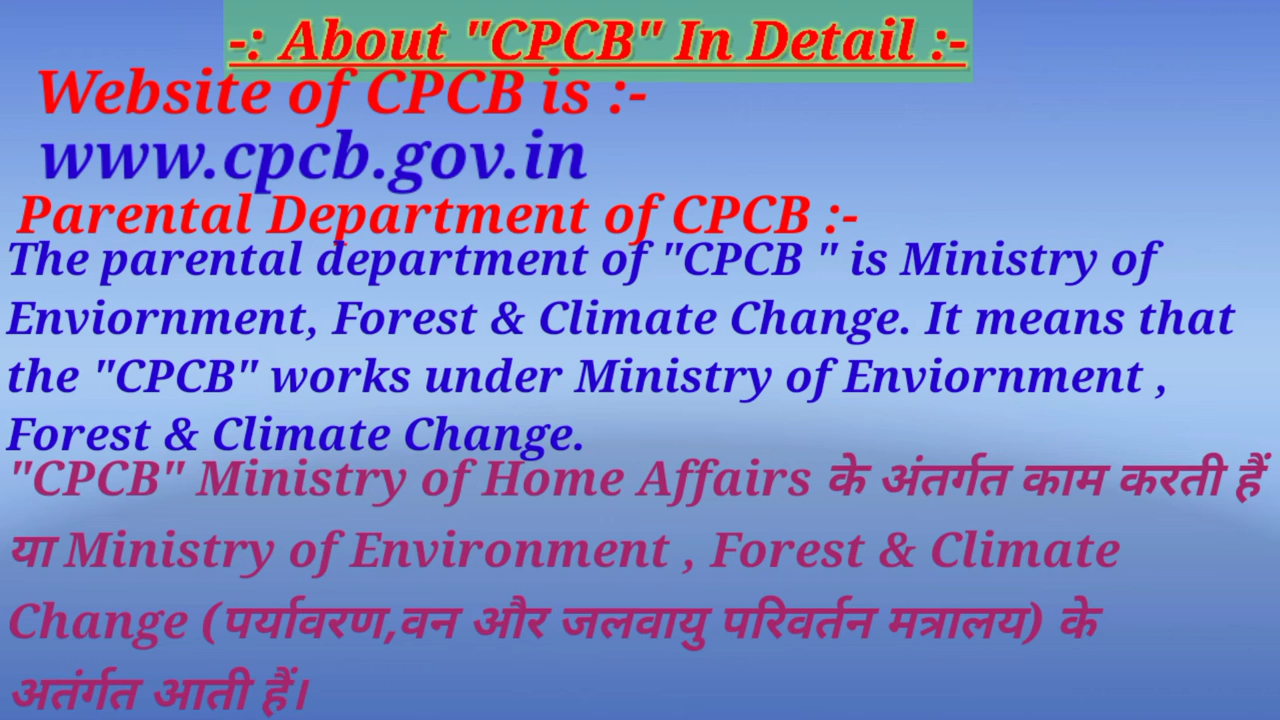 -: About "CPCB" In Detail :-
Website of CPCB is :-
www.cpcb.gov.in
Parental Department of CPCB :-
The parental department of "CPCB " is Ministry of
Enviornment, Forest & Climate Change. It means that
the "CPCB" works under Ministry of Enviornment ,
Forest & Climate Change.
"CPCB" Ministry of Home Affairs के अंतर्गत काम करती हैं
या Ministry of Environment , Forest & Climate
Change (पर्यावरण,वन और जलवायु परिवर्तन मत्रालय) के
अतंर्गत आती हैं।